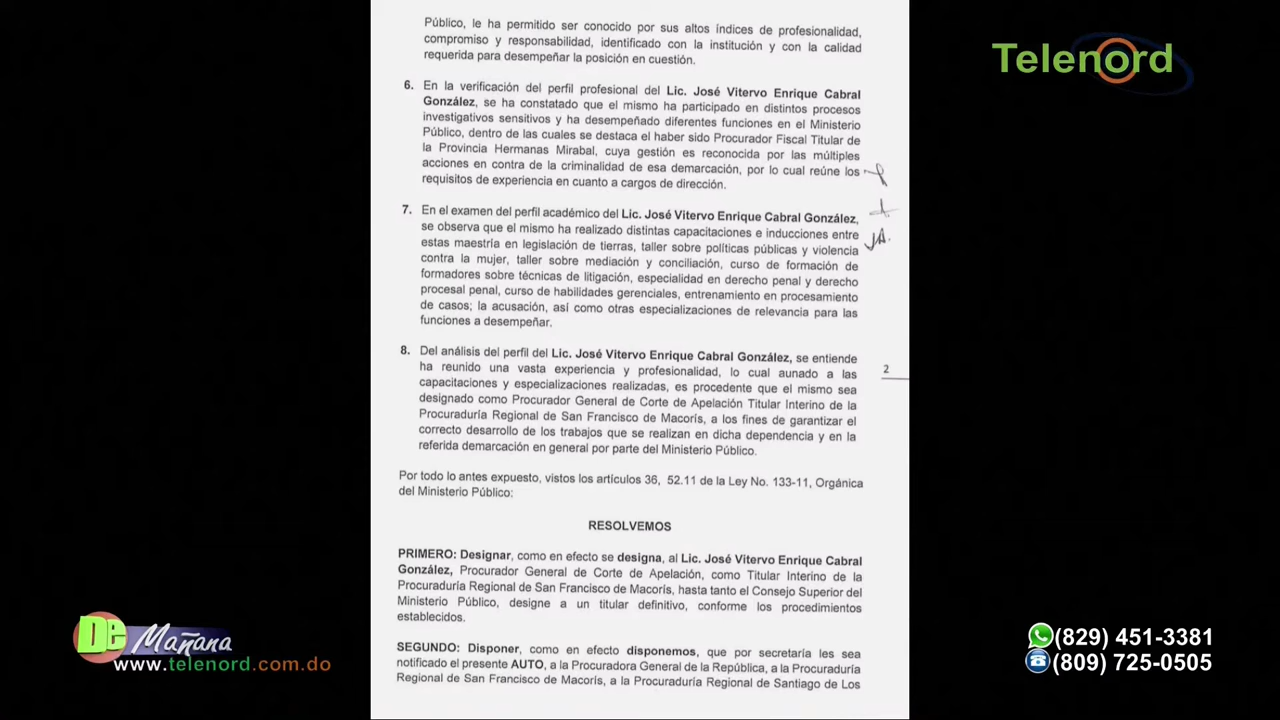 Público, le ha permitido ser conocido por sus altos índices de profesionalidad,
compromiso y responsabilidad, identificado con la institución y con la calidad
requerida para desempeñar la posición en cuestión.
6. En la verificación del perfil profesional del Lic. José Vitervo Enrique Cabral
González, se ha constatado que el mismo ha participado en distintos procesos
investigativos sensitivos y ha desempeñado diferentes funciones en el Ministerio
Público, dentro de las cuales se destaca el haber sido Procurador Fiscal Titular de
la Provincia Hermanas Mirabal, cuya gestión es reconocida por las múltiples
acciones en contra de la criminalidad de esa demarcación, por lo cual reúne los
requisitos de experiencia en cuanto a cargos de dirección.
7. En el examen del perfil académico del Lic. José Vitervo Enrique Cabral González,
se observa que el mismo ha realizado distintas capacitaciones e inducciones entre
estas maestría en legislación de tierras, taller sobre políticas públicas y violencia
contra la mujer, taller sobre mediación y conciliación, curso de formación de
formadores sobre técnicas de litigación, especialidad en derecho penal y derecho
procesal penal, curso de habilidades gerenciales, entrenamiento en procesamiento
de casos; la acusación, así como otras especializaciones de relevancia para las
funciones a desempeñar.
8. Del análisis del perfil del Lic. José Vitervo Enrique Cabral González, se entiende
ha reunido una vasta experiencia y profesionalidad, lo cual aunado a las
capacitaciones y especializaciones realizadas, es procedente que el mismo sea
designado como Procurador General de Corte de Apelación Titular Interino de la
Procuraduría Regional de San Francisco de Macorís, a los fines de garantizar el
correcto desarrollo de los trabajos que se realizan en dicha dependencia y en la
referida demarcación en general por parte del Ministerio Público.
2
Por todo lo antes expuesto, vistos los artículos 36, 52.11 de la Ley No. 133-11, Orgánica
del Ministerio Público:
RESOLVEMOS
PRIMERO: Designar, como en efecto se designa, al Lic. José Vitervo Enrique Cabral
González, Procurador General de Corte de Apelación, como Titular Interino de la
Procuraduría Regional de San Francisco de Macorís, hasta tanto el Consejo Superior del
Ministerio Público, designe a un titular definitivo, conforme los procedimientos
establecidos.
SEGUNDO: Disponer, como en efecto disponemos, que por secretaría les sea
notificado el presente AUTO, a la Procuradora General de la República, a la Procuraduría
Regional de San Francisco de Macorís, a la Procuraduría Regional de Santiago de Los
Telenord
De Mañana
www.telenord.com.do
(829) 451-3381
(809) 725-0505